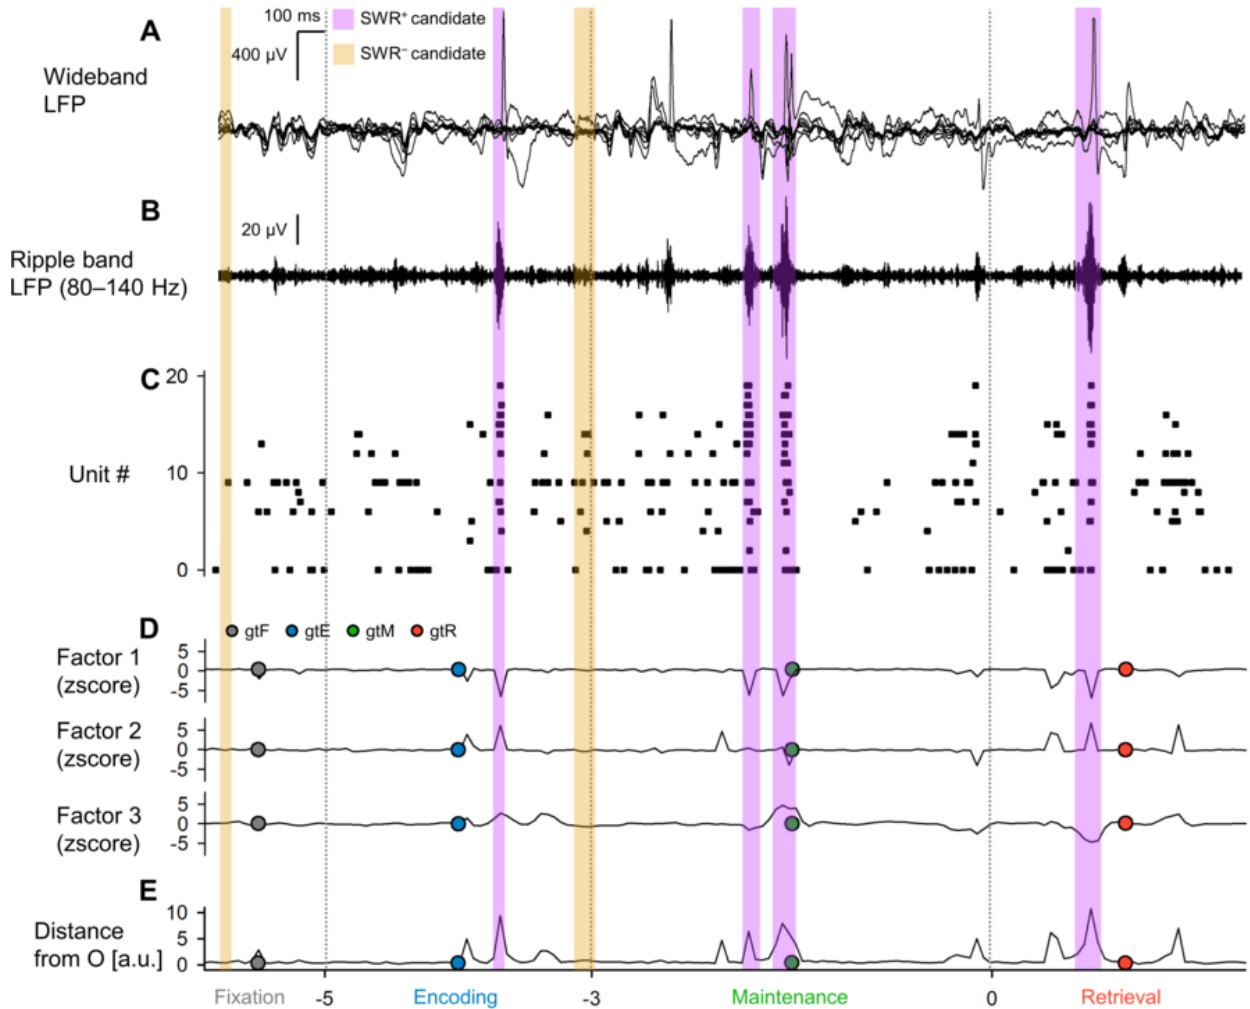 A
100 ms
400 μV
SWR⁺ candidate
SWR⁻ candidate
Wideband
LFP
B
20 μV
Ripple band
LFP (80–140 Hz)
C
20
10
0
Unit #
D
gtF
gtE
gtM
gtR
Factor 1
(zscore)
5
0
-5
Factor 2
(zscore)
5
0
-5
Factor 3
(zscore)
5
0
-5
E
Distance
from O [a.u.]
10
5
0
Fixation
-5
Encoding
-3
Maintenance
0
Retrieval